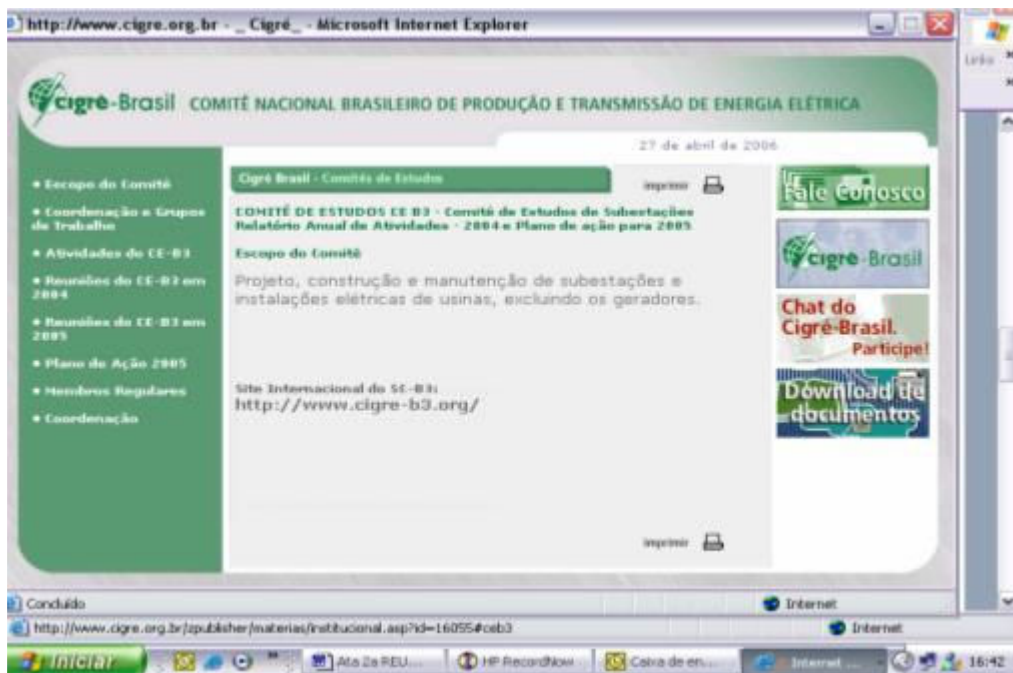 http://www.cigre.org.br - _ Cigré_ - Microsoft Internet Explorer
Links
cigrè-Brasil COMITÊ NACIONAL BRASILEIRO DE PRODUÇÃO E TRANSMISSÃO DE ENERGIA ELÉTRICA
27 de abril de 2006
• Escopo do Comitê
• Coordenação e Grupos
de Trabalho
• Atividades do CE-B3
• Reuniões do CE-B3 em
2004
• Reuniões do CE-B3 em
2005
• Plano de Ação 2005
• Membros Regulares
• Coordenação
Cigré Brasil - Comitês de Estudos
imprimir
COMITÊ DE ESTUDOS CE B3 - Comitê de Estudos de Subestações
Relatório Anual de Atividades - 2004 e Plano de ação para 2005
Escopo do Comitê
Projeto, construção e manutenção de subestações e
instalações elétricas de usinas, excluindo os geradores.
Site Internacional do SC-B3:
http://www.cigre-b3.org/
imprimir
Fale Conosco
cigrè-Brasil
Chat do
Cigré-Brasil.
Participe!
Download de
documentos
Concluído
Internet
http://www.cigre.org.br/zpublisher/materias/institucional.asp?id=16055#ceb3
Internet
Iniciar
Ata 2a REU...
HP RecordNow
Caixa de en...
Internet ...
16:42